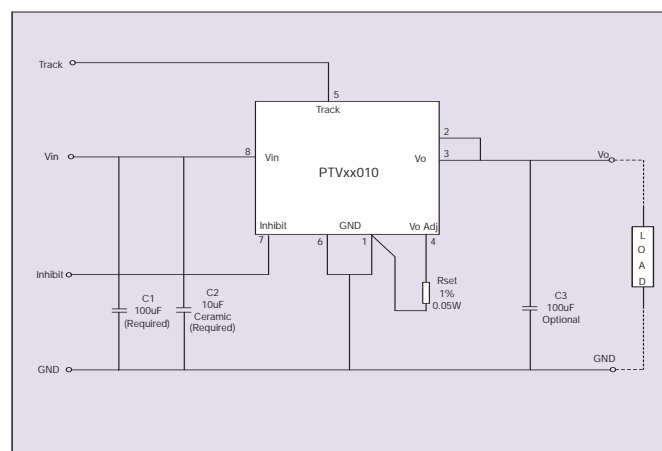 Track
5
Track
Vin
8
Vin
PTVxx010
Vo
2
3
Vo
Inhibit
GND
Vo Adj
7
6
1
4
Inhibit
C1
100uF
(Required)
C2
10uF
Ceramic
(Required)
Rset
1%
0.05W
C3
100uF
Optional
LOAD
GND
GND